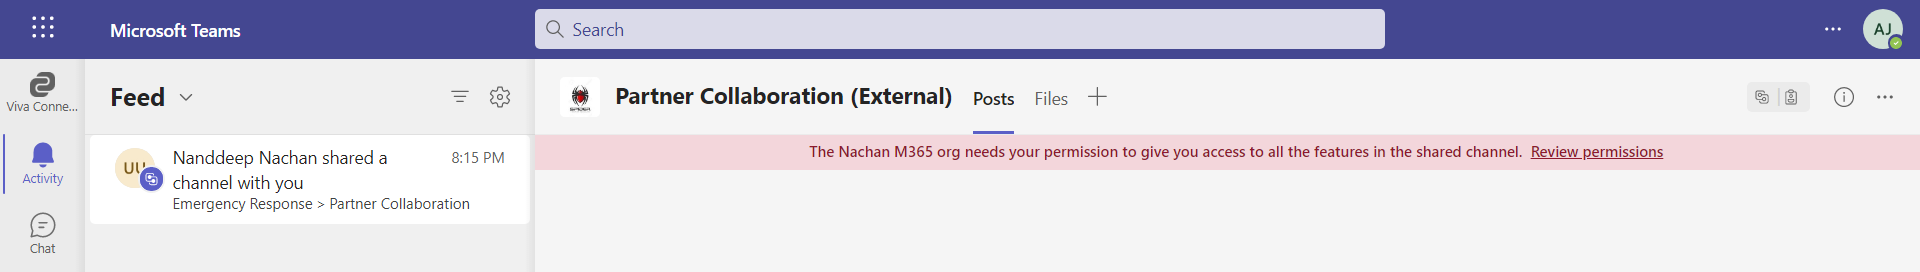 Microsoft Teams
Search
AJ
Viva Conne...
Activity
Chat
Feed
UU
Nanddeep Nachan shared a
channel with you
8:15 PM
Emergency Response > Partner Collaboration
Partner Collaboration (External)
Posts
Files
The Nachan M365 org needs your permission to give you access to all the features in the shared channel. Review permissions